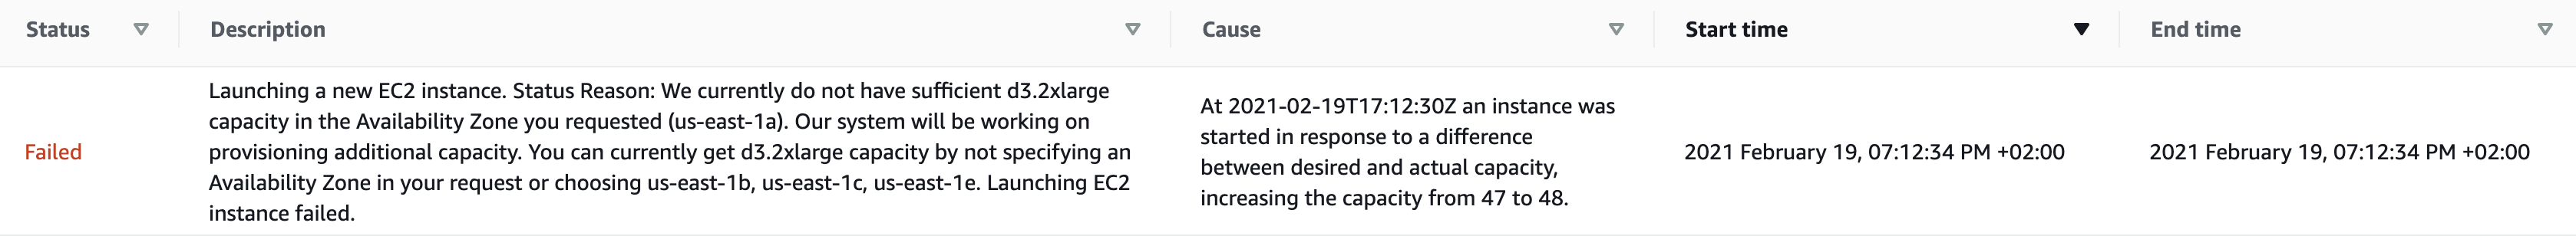 Status
Description
Cause
Start time
End time
Failed
Launching a new EC2 instance. Status Reason: We currently do not have sufficient d3.2xlarge
capacity in the Availability Zone you requested (us-east-1a). Our system will be working on
provisioning additional capacity. You can currently get d3.2xlarge capacity by not specifying an
Availability Zone in your request or choosing us-east-1b, us-east-1c, us-east-1e. Launching EC2
instance failed.
At 2021-02-19T17:12:30Z an instance was
started in response to a difference
between desired and actual capacity,
increasing the capacity from 47 to 48.
2021 February 19, 07:12:34 PM +02:00
2021 February 19, 07:12:34 PM +02:00